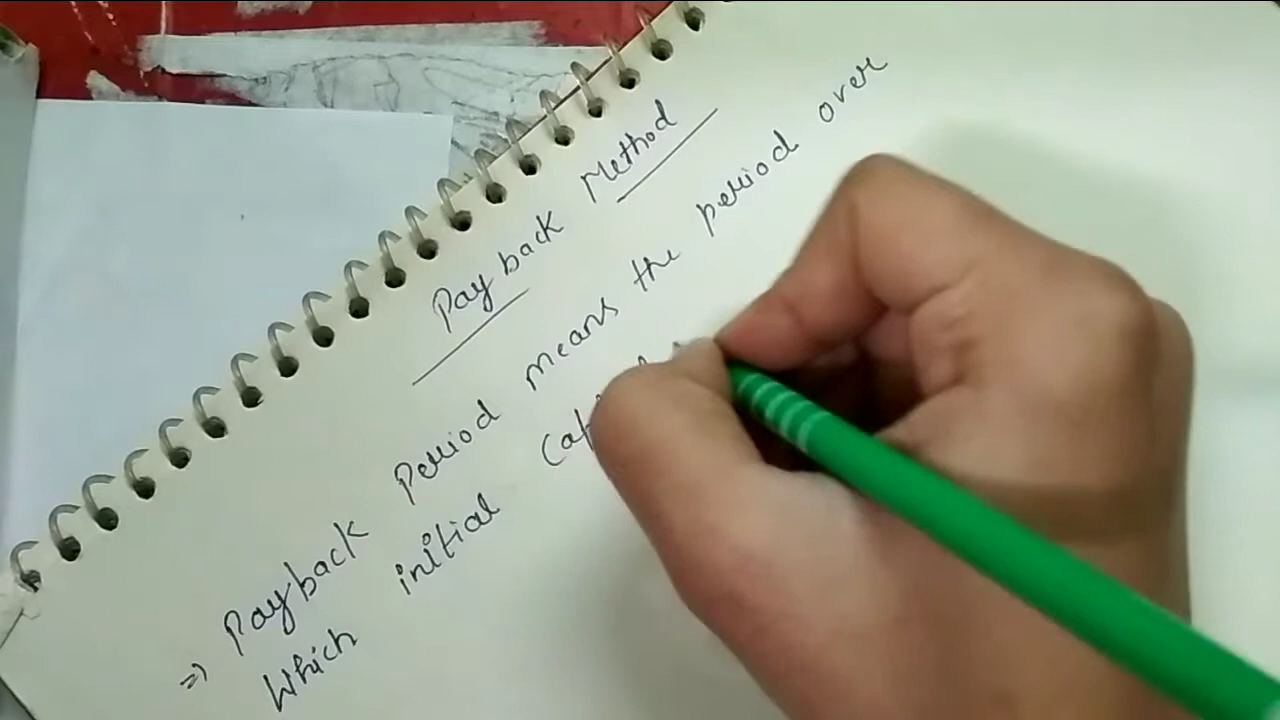 Payback Method
=) Payback Period means the period over
Which initial